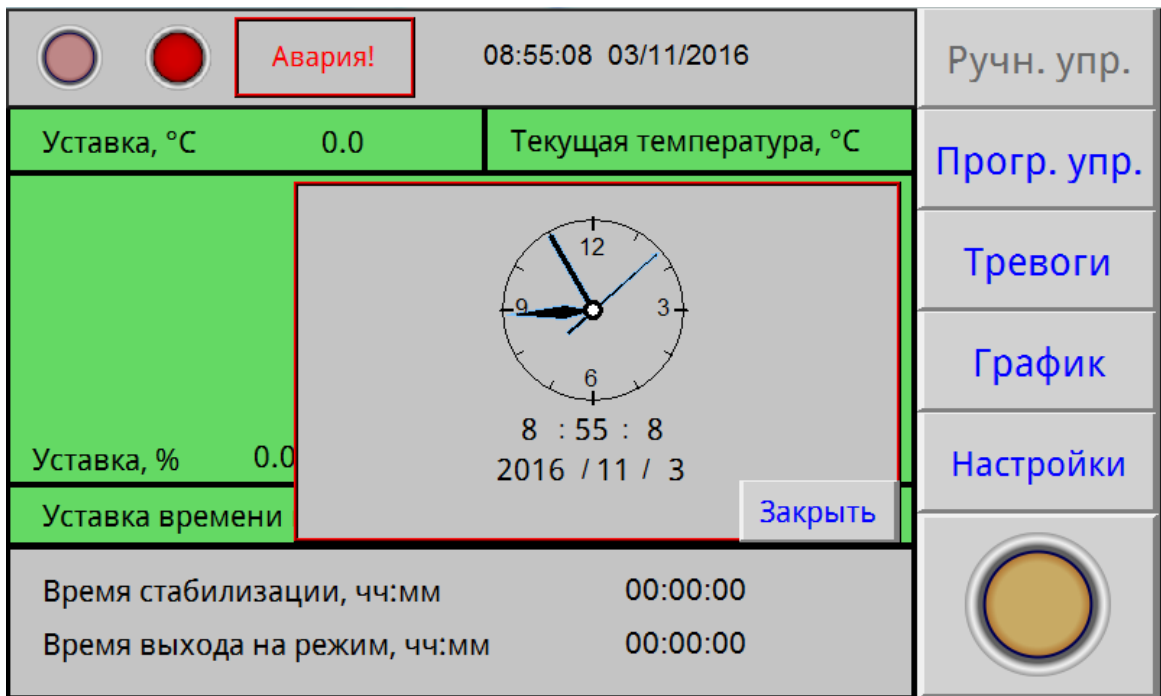 Авария!
08:55:08 03/11/2016
Ручн. упр.
Уставка, °C 0.0
Текущая температура, °C
Прогр. упр.
12
9
3
6
Тревоги
График
8 : 55 : 8
2016 / 11 / 3
Уставка, % 0.0
Настройки
Уставка времени
Закрыть
Время стабилизации, чч:мм 00:00:00
Время выхода на режим, чч:мм 00:00:00